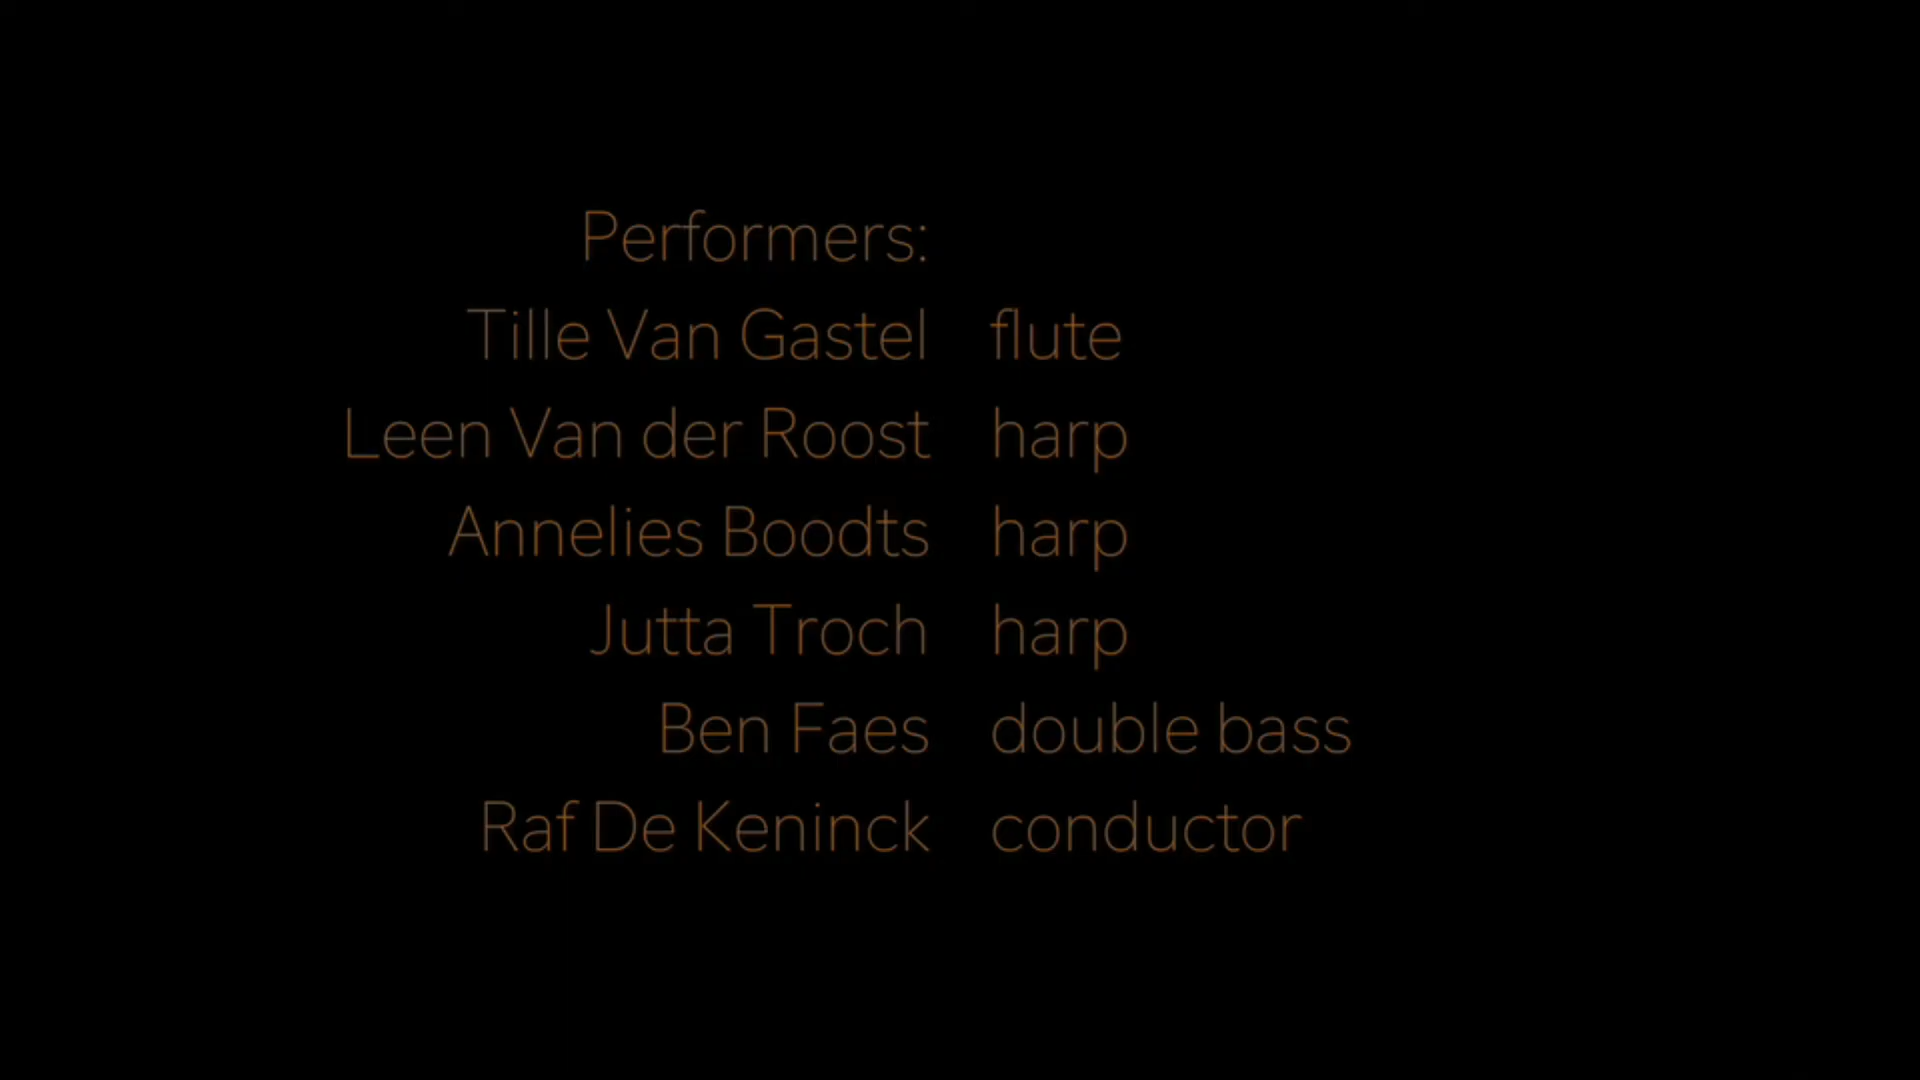 Performers:
Tille Van Gastel flute
Leen Van der Roost harp
Annelies Boodts harp
Jutta Troch harp
Ben Faes double bass
Raf De Keninck conductor